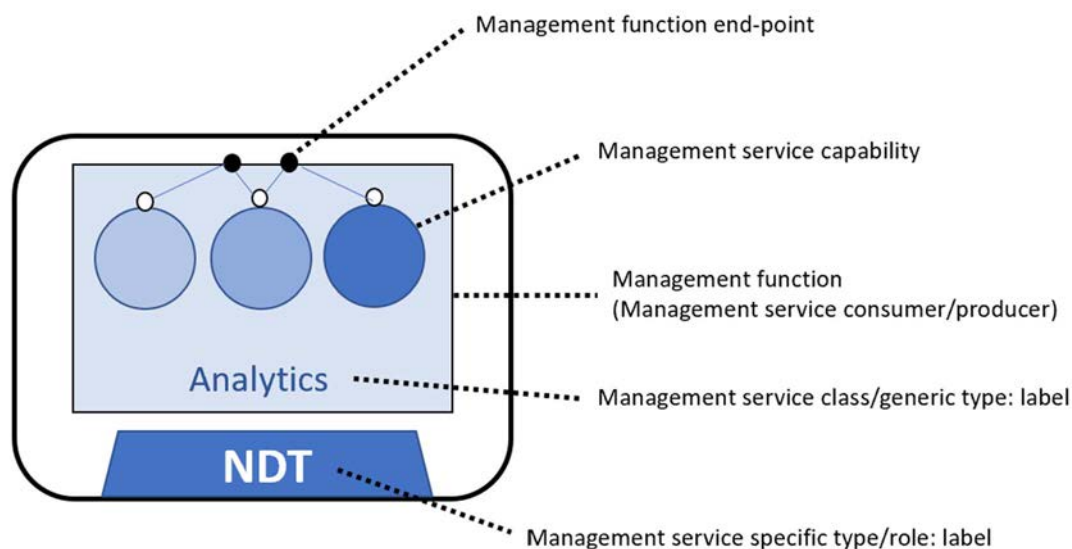 Management function end-point
Management service capability
Management function
(Management service consumer/producer)
Analytics
Management service class/generic type: label
NDT
Management service specific type/role: label